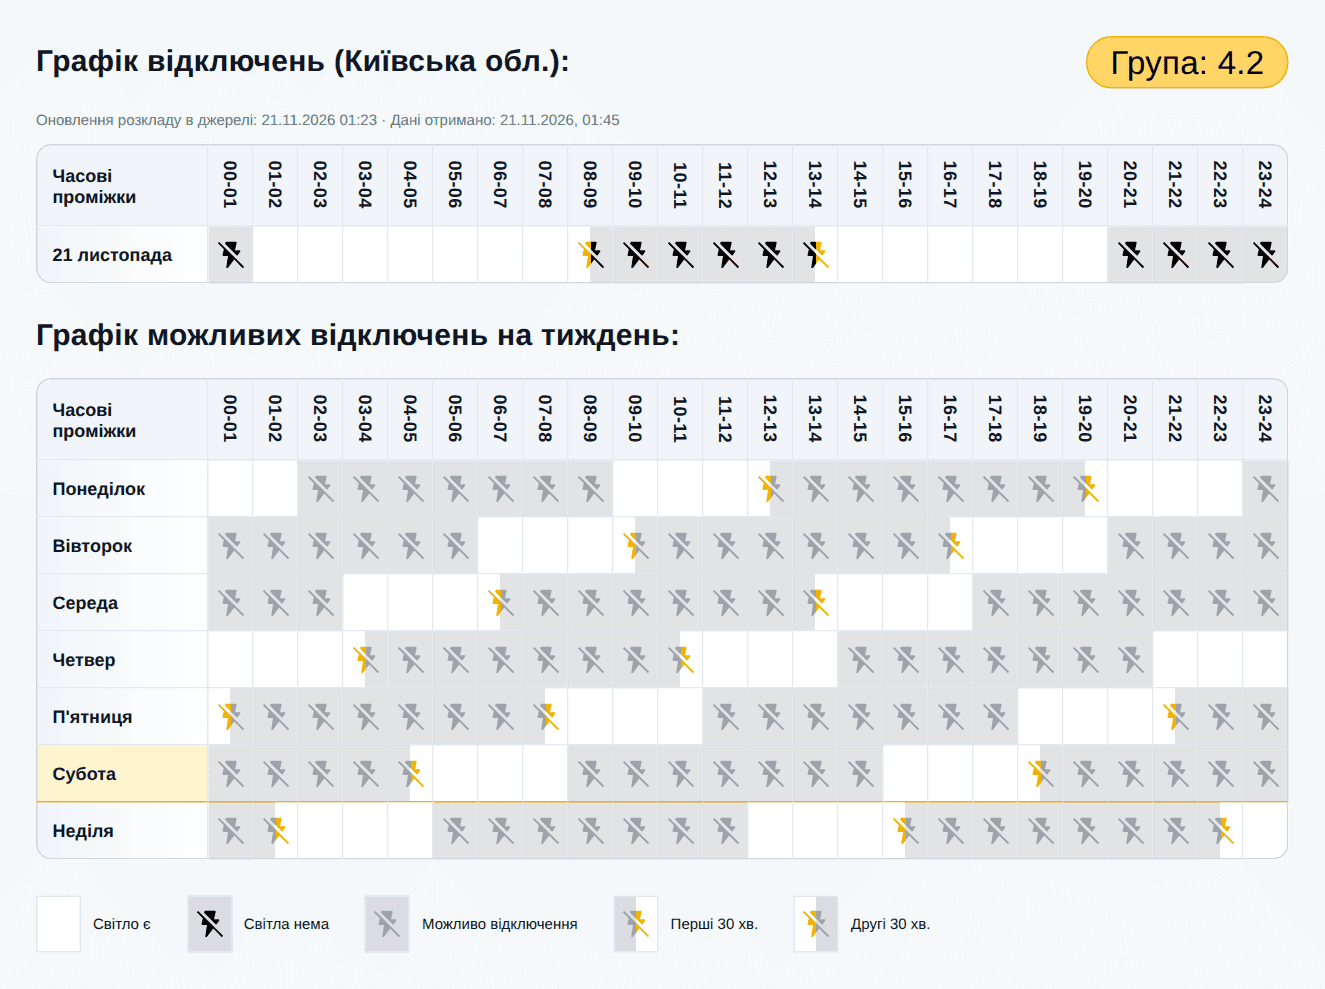 Графік відключень (Київська обл.):
Група: 4.2
Оновлення розкладу в джерелі: 21.11.2026 01:23 · Дані отримано: 21.11.2026, 01:45
Часові проміжки 00-01 01-02 02-03 03-04 04-05 05-06 06-07 07-08 08-09 09-10 10-11 11-12 12-13 13-14 14-15 15-16 16-17 17-18 18-19 19-20 20-21 21-22 22-23 23-24
21 листопада
Графік можливих відключень на тиждень:
Часові проміжки 00-01 01-02 02-03 03-04 04-05 05-06 06-07 07-08 08-09 09-10 10-11 11-12 12-13 13-14 14-15 15-16 16-17 17-18 18-19 19-20 20-21 21-22 22-23 23-24
Понеділок
Вівторок
Середа
Четвер
П'ятниця
Субота
Неділя
Світло є Світла нема Можливо відключення Перші 30 хв. Другі 30 хв.